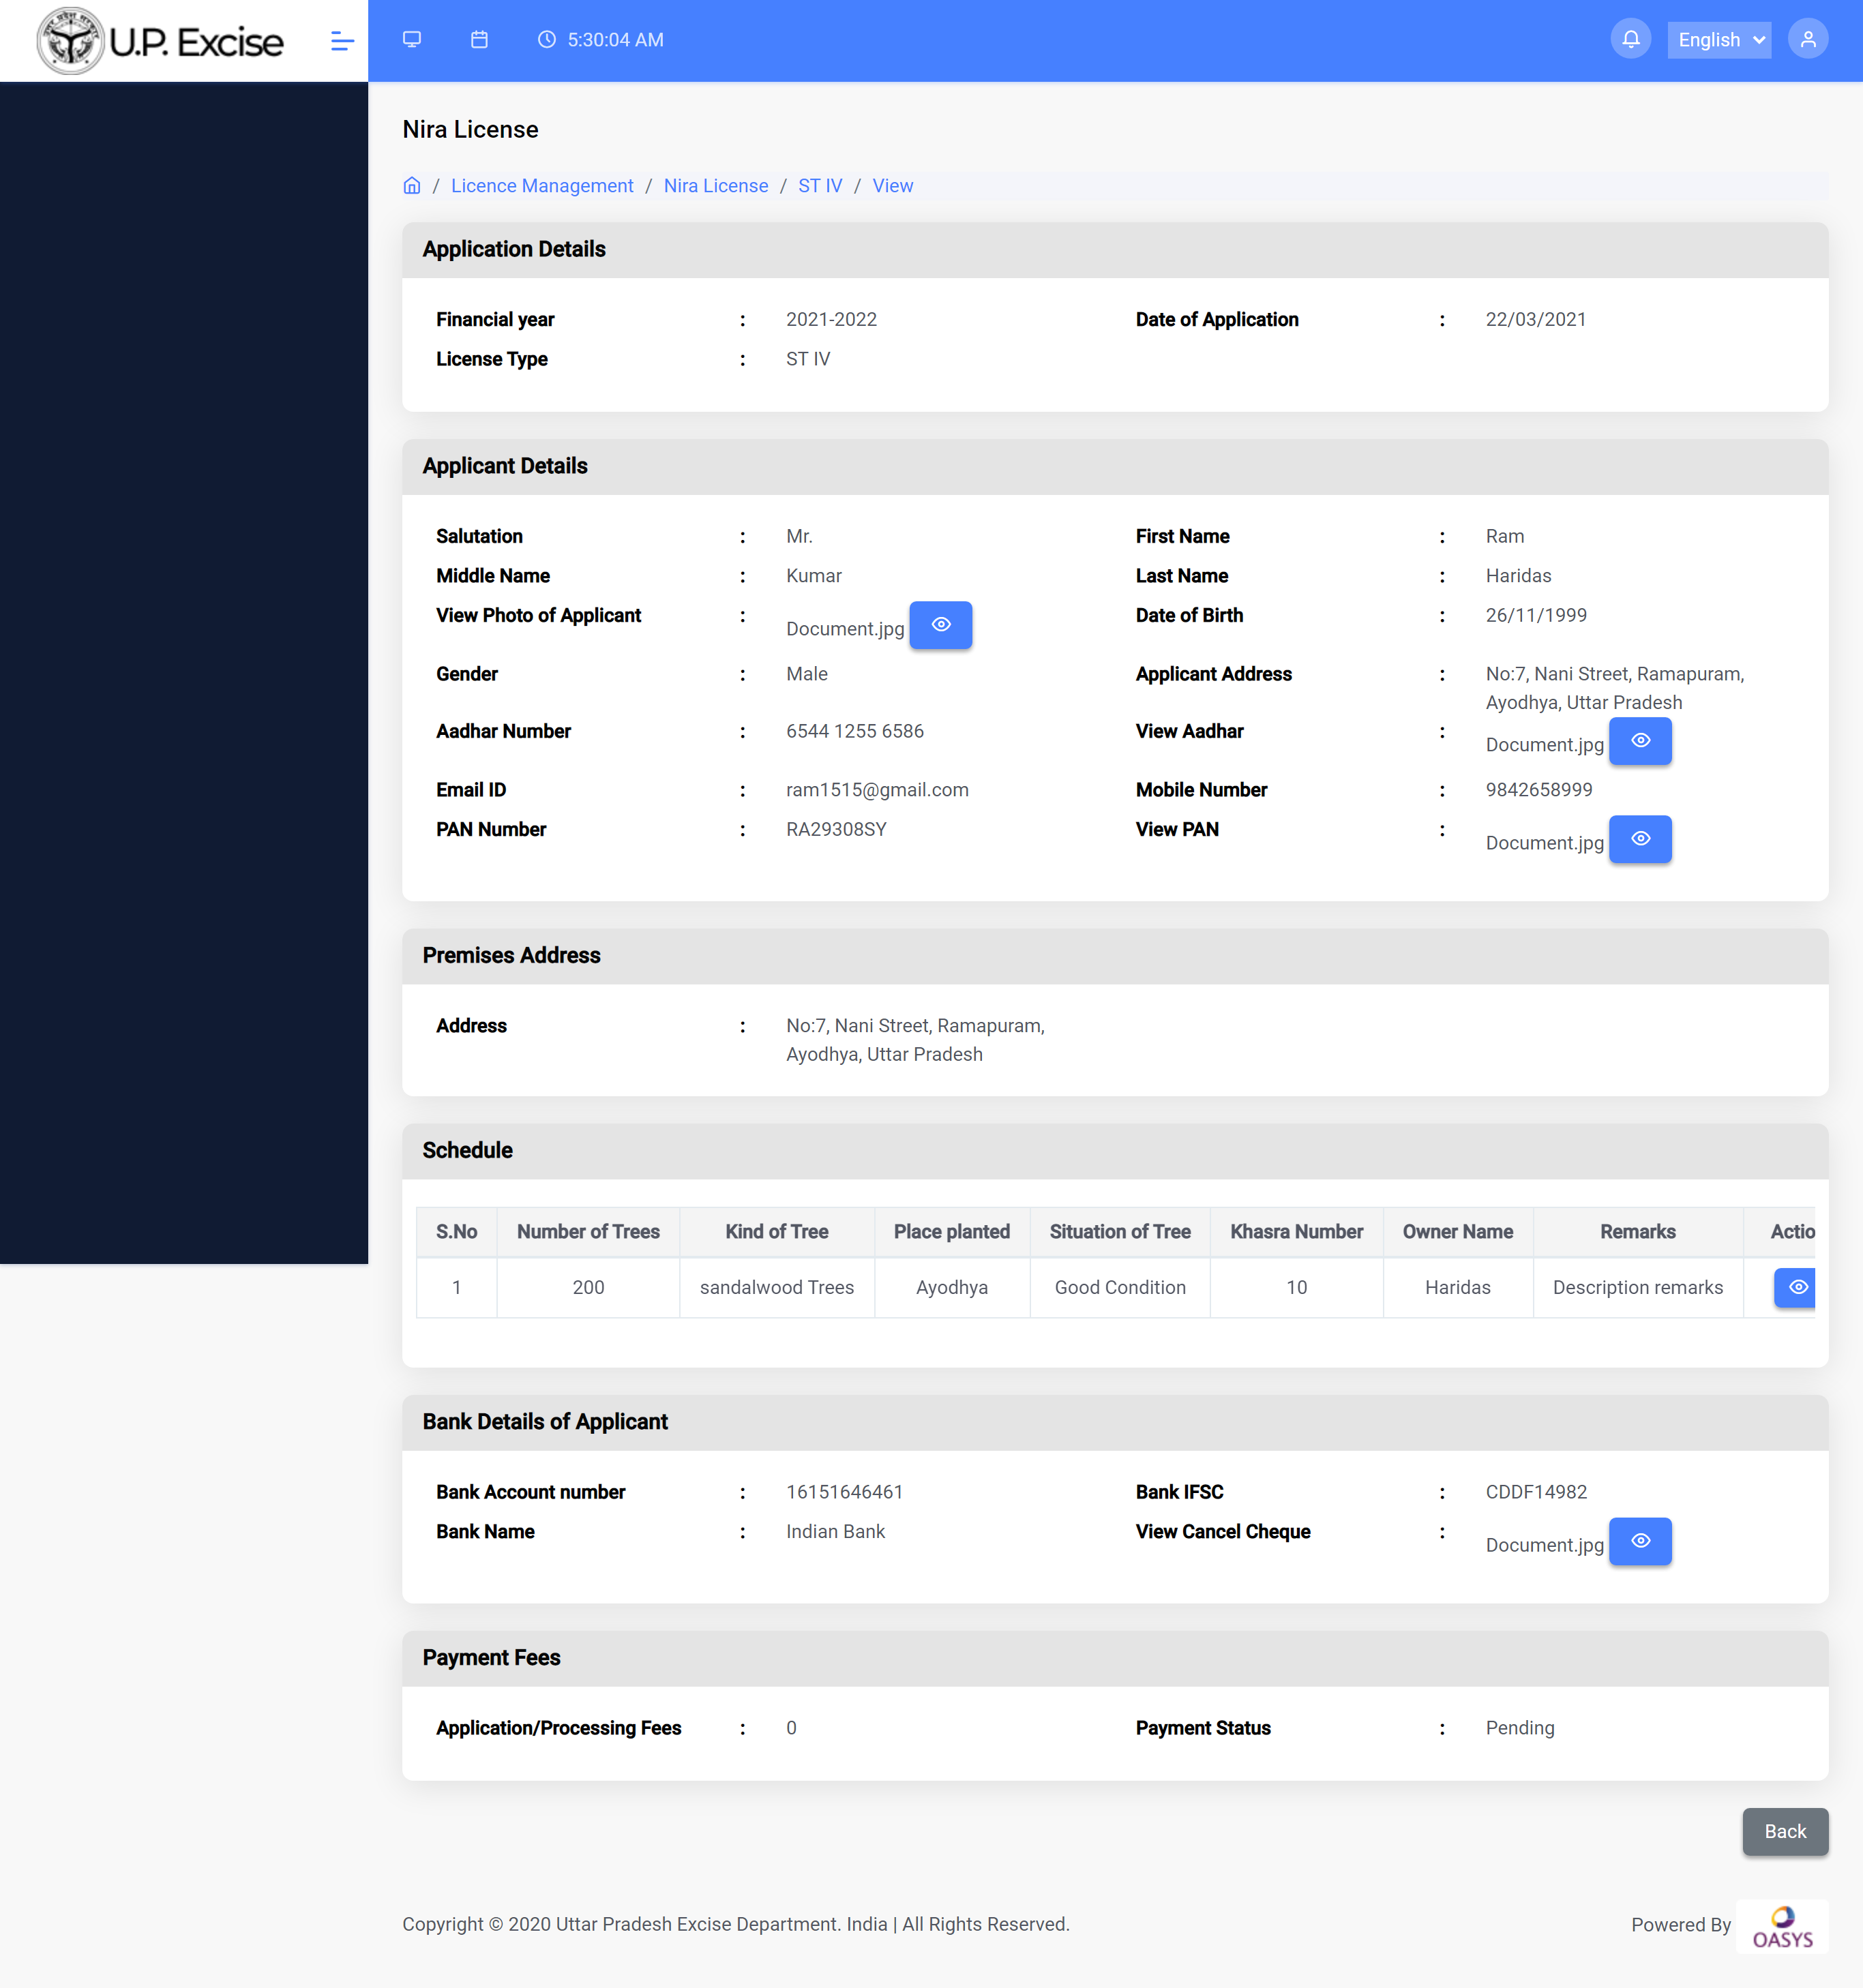 U.P. Excise
5:30:04 AM
English
Nira License
/ Licence Management / Nira License / ST IV / View
Application Details
Financial year : 2021-2022 Date of Application : 22/03/2021
License Type : ST IV
Applicant Details
Salutation : Mr. First Name : Ram
Middle Name : Kumar Last Name : Haridas
View Photo of Applicant : Document.jpg Date of Birth : 26/11/1999
Gender : Male Applicant Address : No:7, Nani Street, Ramapuram,
Ayodhya, Uttar Pradesh
Aadhar Number : 6544 1255 6586 View Aadhar : Document.jpg
Email ID : ram1515@gmail.com Mobile Number : 9842658999
PAN Number : RA29308SY View PAN : Document.jpg
Premises Address
Address : No:7, Nani Street, Ramapuram,
Ayodhya, Uttar Pradesh
Schedule
S.No Number of Trees Kind of Tree Place planted Situation of Tree Khasra Number Owner Name Remarks Actio
1 200 sandalwood Trees Ayodhya Good Condition 10 Haridas Description remarks
Bank Details of Applicant
Bank Account number : 16151646461 Bank IFSC : CDDF14982
Bank Name : Indian Bank View Cancel Cheque : Document.jpg
Payment Fees
Application/Processing Fees : 0 Payment Status : Pending
Back
Copyright © 2020 Uttar Pradesh Excise Department. India | All Rights Reserved. Powered By OASYS